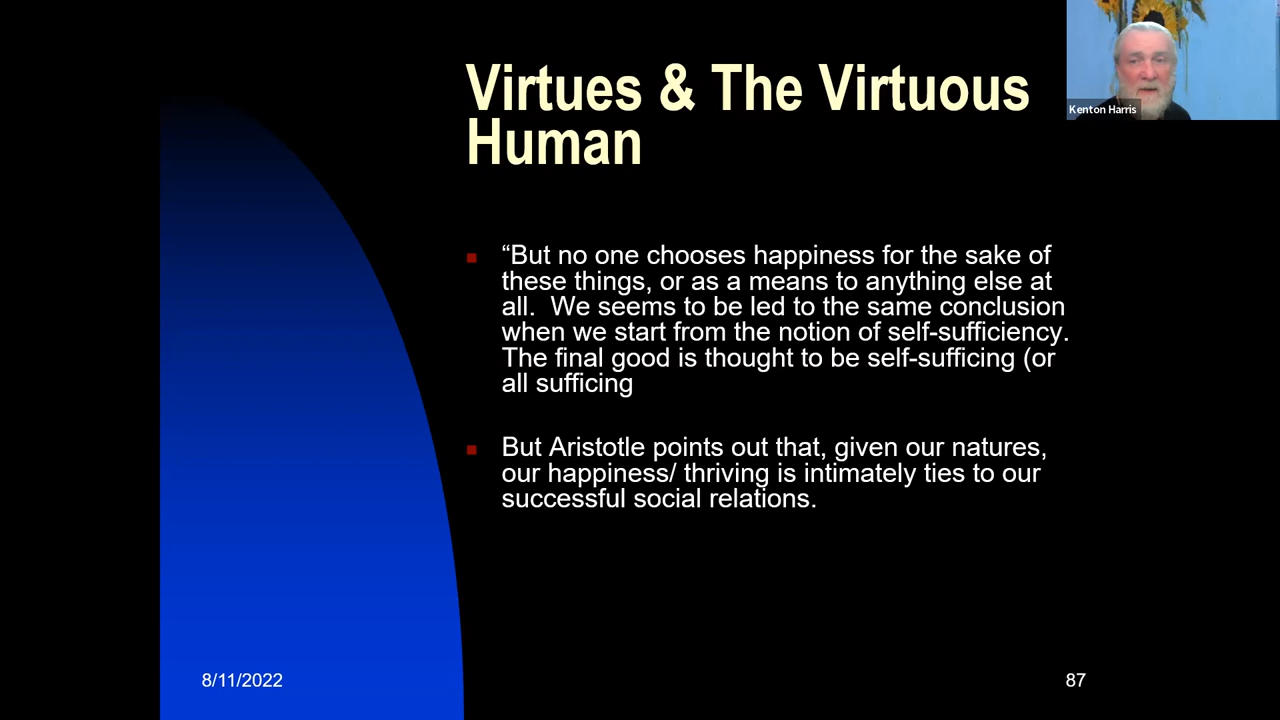 Virtues & The Virtuous
Human
Kenton Harris
“But no one chooses happiness for the sake of
these things, or as a means to anything else at
all.  We seems to be led to the same conclusion
when we start from the notion of self-sufficiency.
The final good is thought to be self-sufficing (or
all sufficing
But Aristotle points out that, given our natures,
our happiness/ thriving is intimately ties to our
successful social relations.
8/11/2022
87